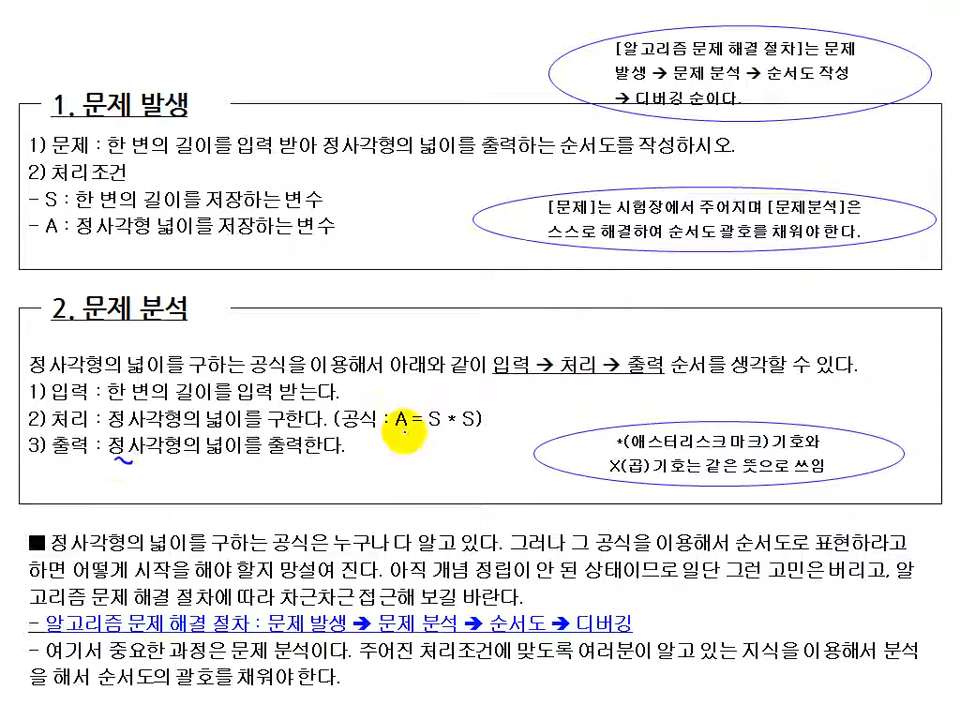 [알고리즘 문제 해결 절차]는 문제
발생 → 문제 분석 → 순서도 작성
→ 디버깅 순이다.
1. 문제 발생
1) 문제 : 한 변의 길이를 입력 받아 정사각형의 넓이를 출력하는 순서도를 작성하시오.
2) 처리조건
- S : 한 변의 길이를 저장하는 변수
- A : 정사각형 넓이를 저장하는 변수
[문제]는 시험장에서 주어지며 [문제분석]은
스스로 해결하여 순서도 괄호를 채워야 한다.
2. 문제 분석
정사각형의 넓이를 구하는 공식을 이용해서 아래와 같이 입력 → 처리 → 출력 순서를 생각할 수 있다.
1) 입력 : 한 변의 길이를 입력 받는다.
2) 처리 : 정사각형의 넓이를 구한다. (공식 : A = S * S)
3) 출력 : 정사각형의 넓이를 출력한다.
*(애스터리스크 마크) 기호와
X(곱) 기호는 같은 뜻으로 쓰임
■ 정사각형의 넓이를 구하는 공식은 누구나 다 알고 있다. 그러나 그 공식을 이용해서 순서도로 표현하라고
하면 어떻게 시작을 해야 할지 망설여 진다. 아직 개념 정립이 안 된 상태이므로 일단 그런 고민은 버리고, 알
고리즘 문제 해결 절차에 따라 차근차근 접근해 보길 바란다.
- 알고리즘 문제 해결 절차 : 문제 발생 → 문제 분석 → 순서도 → 디버깅
- 여기서 중요한 과정은 문제 분석이다. 주어진 처리조건에 맞도록 여러분이 알고 있는 지식을 이용해서 분석
을 해서 순서도의 괄호를 채워야 한다.